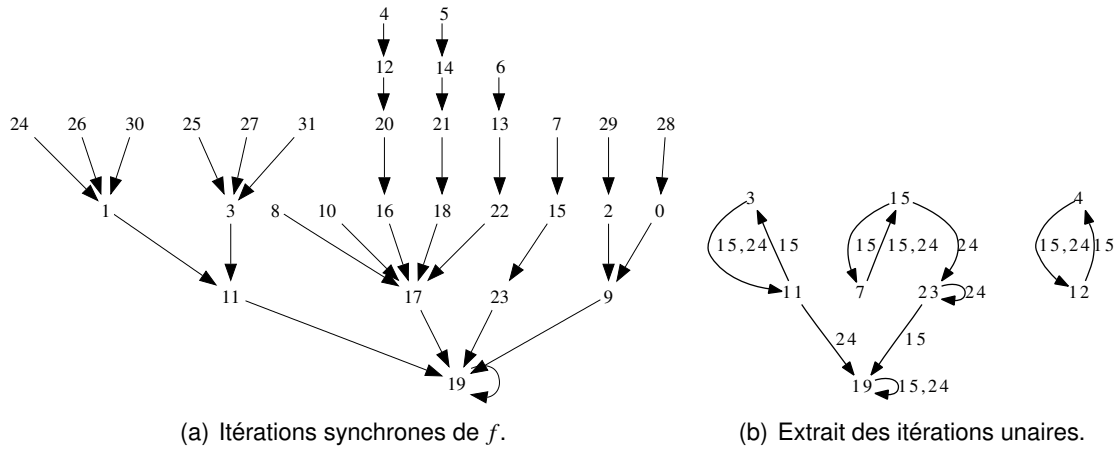 4 5
12 14 6
24 26 30 25 27 31 20 21 13 7 29 28
1 3 8 10 16 18 22 15 2 0
11 17 23 9
19
(a) Itérations synchrones de f.
3 15 4
15,24 15 15 15,24 24 15,24 15
11 7 23 24 12
24 15
19 15,24
(b) Extrait des itérations unaires.